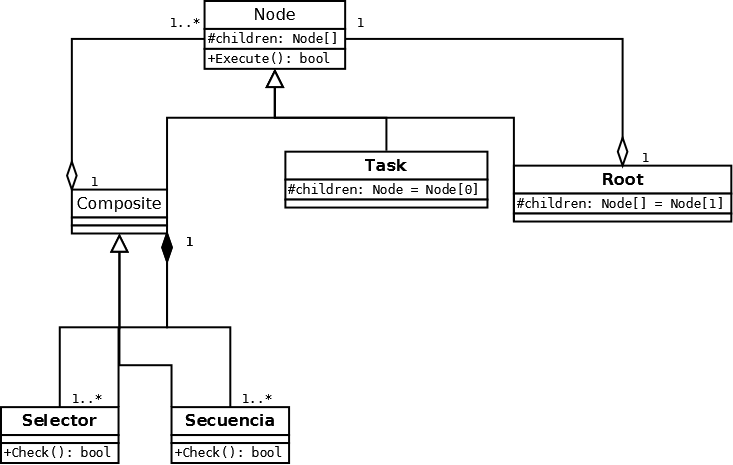 Node
1..*
1
#children: Node[]
+Execute(): bool
1
1
Task
Root
#children: Node = Node[0]
#children: Node[] = Node[1]
Composite
1
1..*
1..*
Selector
Secuencia
+Check(): bool
+Check(): bool